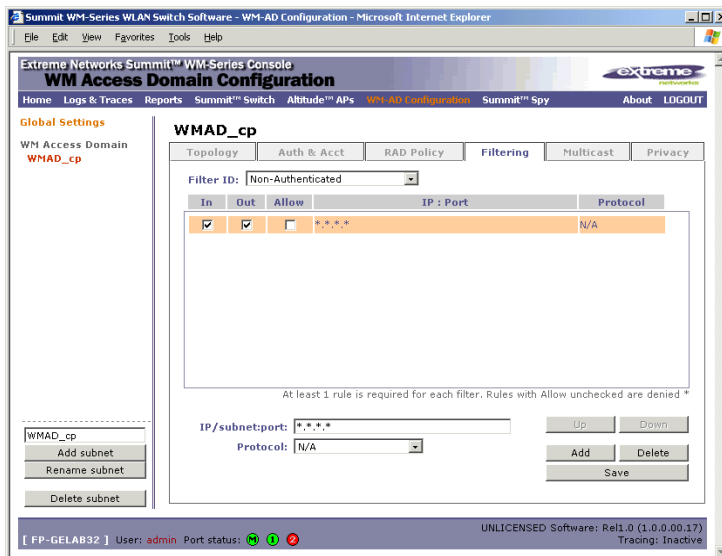 Summit WM-Series WLAN Switch Software - WM-AD Configuration - Microsoft Internet Explorer
File Edit View Favorites Tools Help
Extreme Networks Summit™ WM-Series Console
WM Access Domain Configuration
extreme networks
Home Logs & Traces Reports Summit™ Switch Altitude™ APs WM-AD Configuration Summit™ Spy About LOGOUT
Global Settings
WM Access Domain
WMAD_cp
WMAD_cp
Topology Auth & Acct RAD Policy Filtering Multicast Privacy
Filter ID: Non-Authenticated
In Out Allow IP : Port Protocol
*.*.*.* N/A
At least 1 rule is required for each filter. Rules with Allow unchecked are denied *
IP/subnet:port: *.*.*.* Up Down
Protocol: N/A Add Delete
Save
WMAD_cp
Add subnet
Rename subnet
Delete subnet
[ FP-GELAB32 ] User: admin Port status: M 1 2
UNLICENSED Software: Rel1.0 (1.0.0.00.17)
Tracing: Inactive